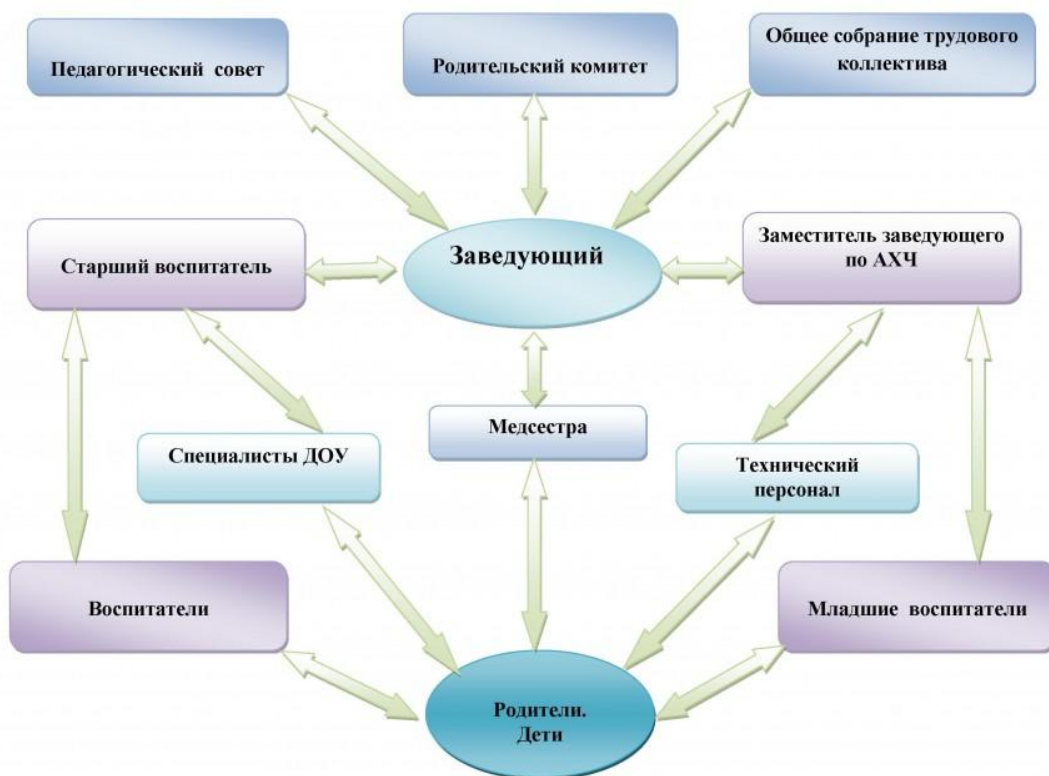 Педагогический совет
Родительский комитет
Общее собрание трудового
коллектива
Старший воспитатель
Заведующий
Заместитель заведующего
по АХЧ
Специалисты ДОУ
Медсестра
Технический
персонал
Воспитатели
Младшие воспитатели
Родители.
Дети